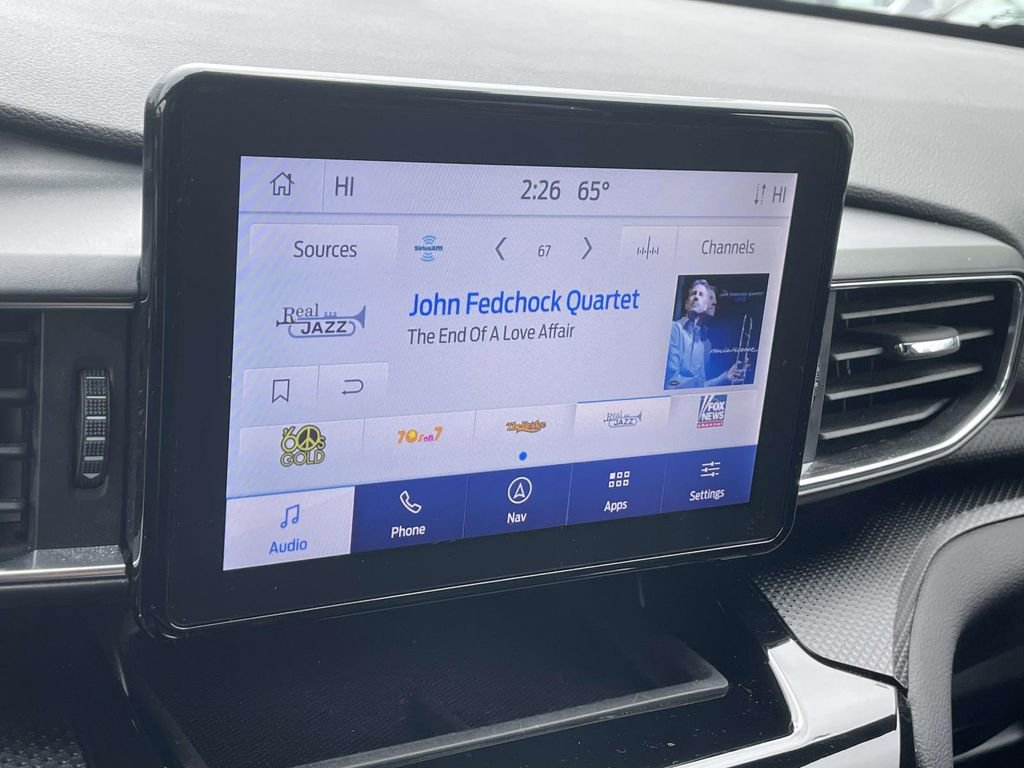 HI
2:26 65°
HI
Sources
SiriusXM
67
Channels
Real ...
JAZZ
John Fedchock Quartet
The End Of A Love Affair
60s
GOLD
70s on 7
The Bridge
Real ...
JAZZ
FOX
NEWS
channel
Audio
Phone
Nav
Apps
Settings